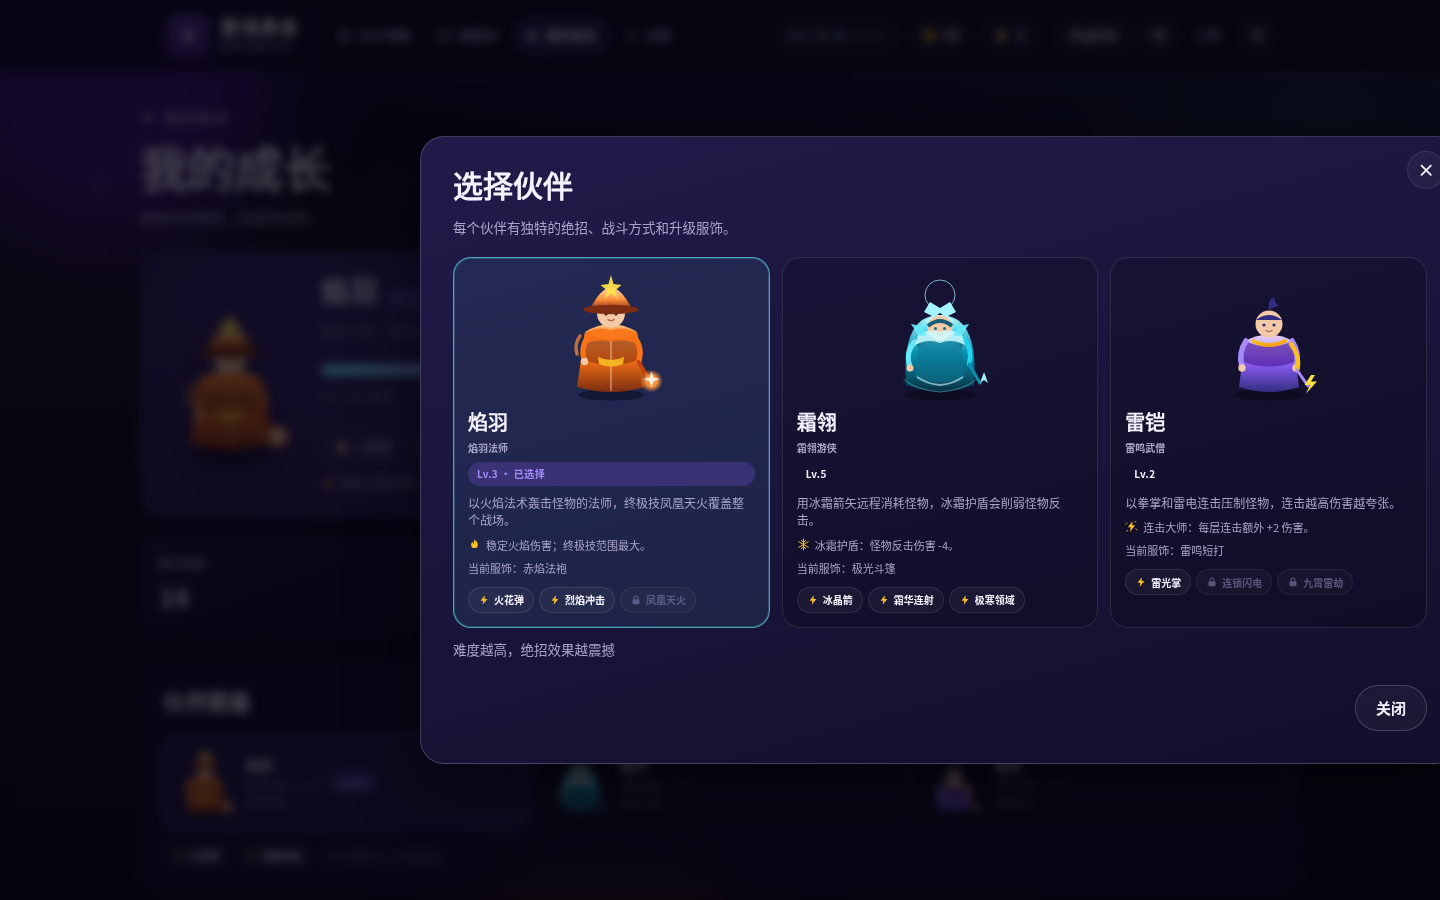 我的成长
选择伙伴
每个伙伴有独特的绝招、战斗方式和升级服饰。
焰羽
焰羽法师
Lv.3 · 已选择
以火焰法术轰击怪物的法师，终极技凤凰天火覆盖整
个战场。
稳定火焰伤害；终极技范围最大。
当前服饰：赤焰法袍
火花弹 烈焰冲击 凤凰天火
霜翎
霜翎游侠
Lv.5
用冰霜箭矢远程消耗怪物，冰霜护盾会削弱怪物反
击。
冰霜护盾：怪物反击伤害 -4。
当前服饰：极光斗篷
冰晶箭 霜华连射 极寒领域
雷铠
雷鸣武僧
Lv.2
以拳掌和雷电连击压制怪物，连击越高伤害越夸张。
连击大师：每层连击额外 +2 伤害。
当前服饰：雷鸣短打
雷光掌 连锁闪电 九霄雷劫
难度越高，绝招效果越震撼
关闭
焰羽
16
伙伴图鉴